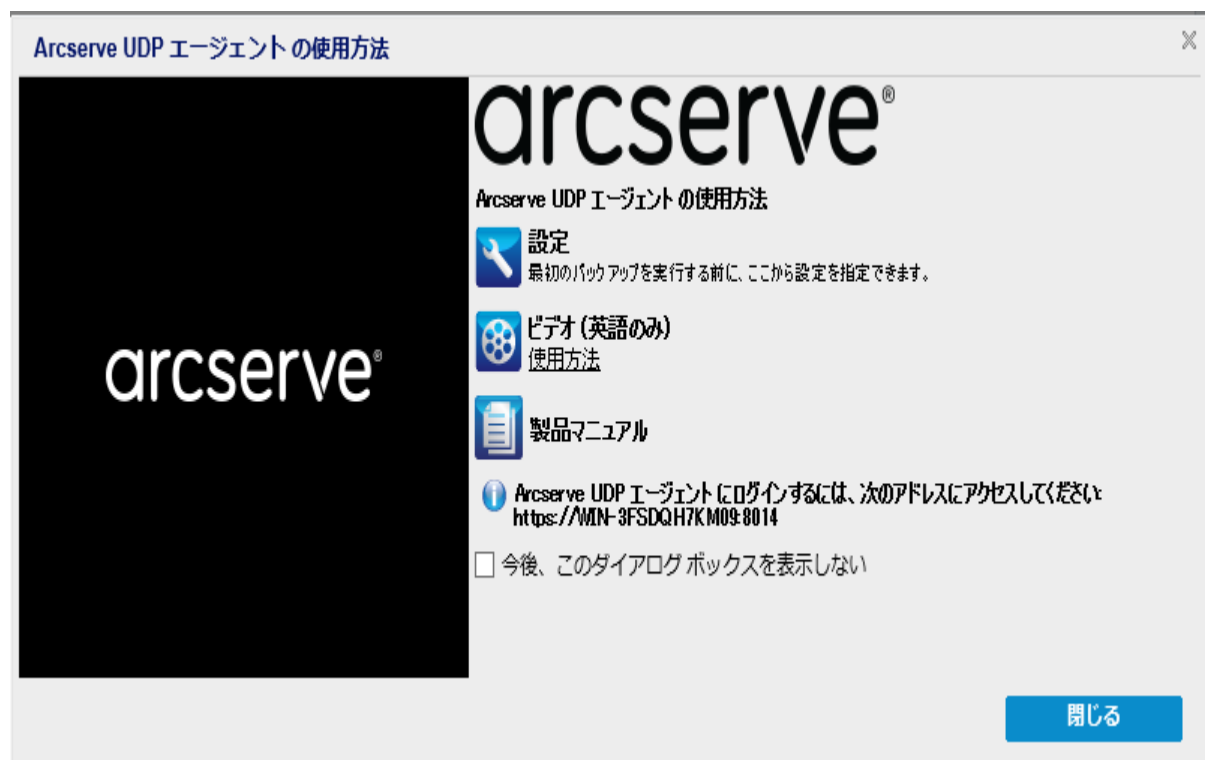 Arcserve UDP エージェント の使用方法
arcserve®
arcserve®
Arcserve UDP エージェント の使用方法
設定
最初のバックアップを実行する前に、ここから設定を指定できます。
ビデオ (英語のみ)
使用方法
製品マニュアル
Arcserve UDP エージェント にログインするには、次のアドレスにアクセスしてください:
https://WIN-3FSDQH7KM09:8014
今後、このダイアログ ボックスを表示しない
閉じる